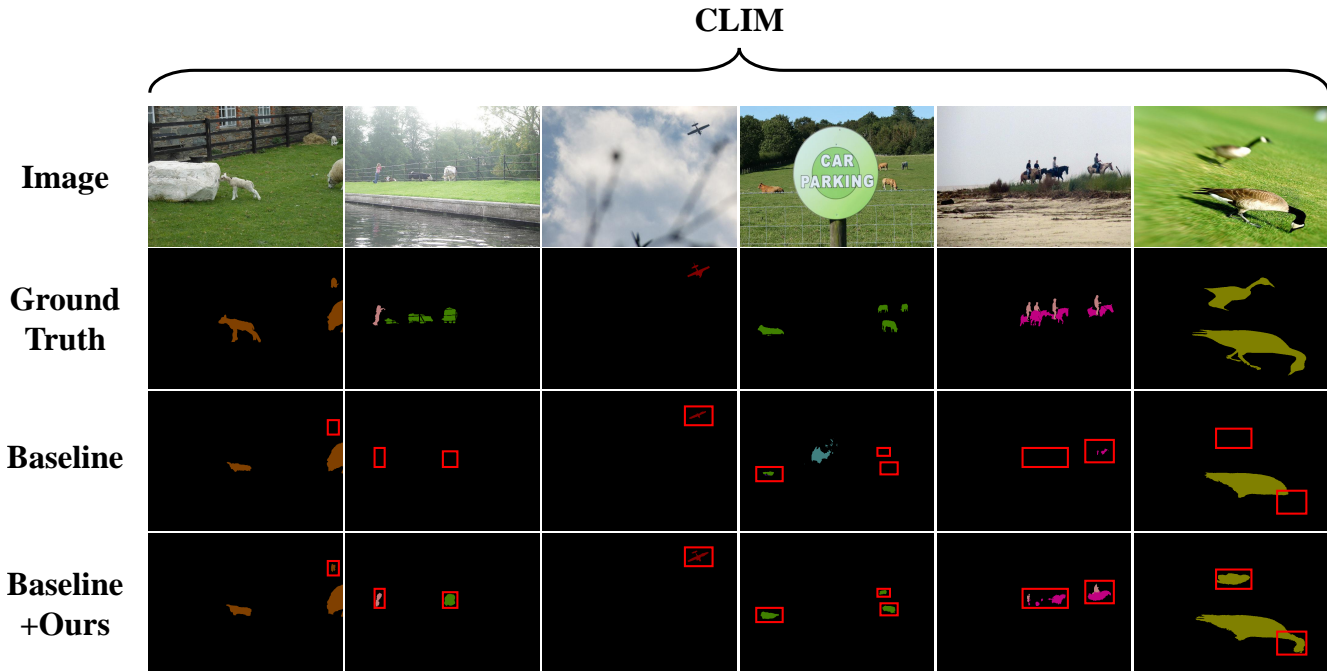 CLIM
Image
CAR
PARKING
Ground
Truth
Baseline
Baseline
+Ours